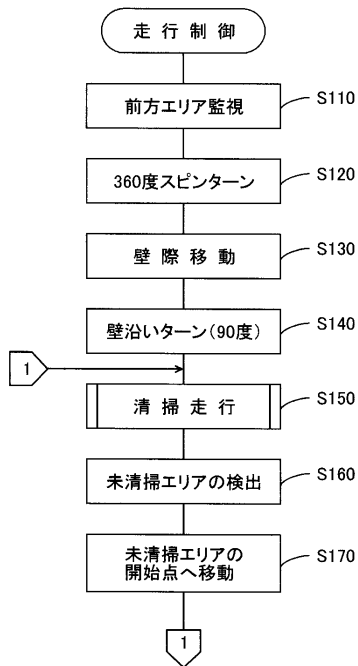 走行制御
前方エリア監視
S110
360度スピンターン
S120
壁際移動
S130
壁沿いターン(90度)
S140
1
清掃走行
S150
未清掃エリアの検出
S160
未清掃エリアの
開始点へ移動
S170
1